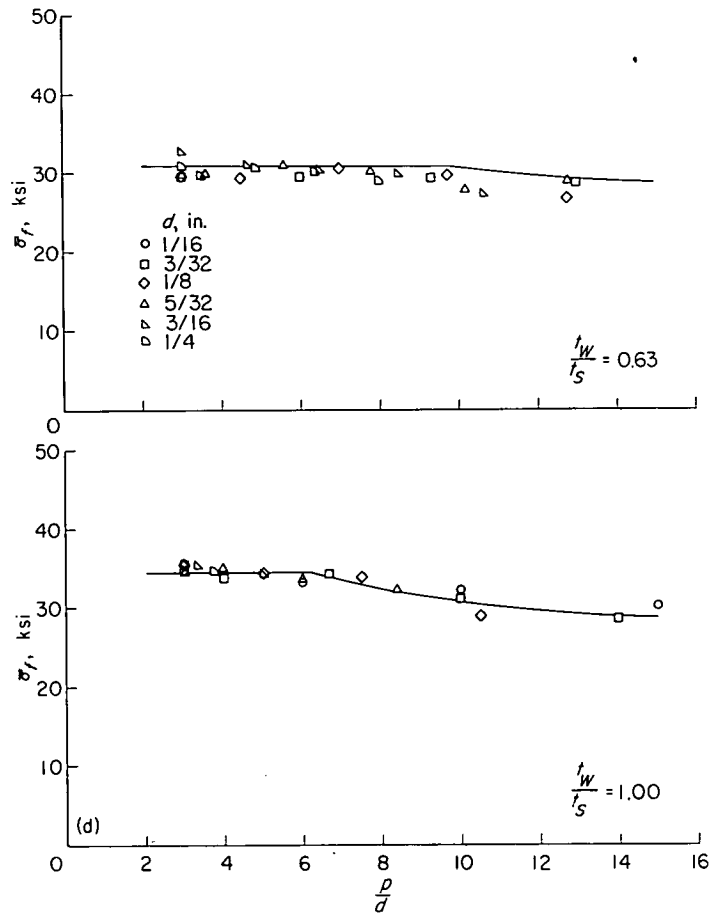 50
40
30
20
10
0
σ̄f, ksi
d, in.
○ 1/16
□ 3/32
◇ 1/8
△ 5/32
3/16
1/4
tW/tS = 0.63
50
40
30
20
10
0
σ̄f, ksi
tW/tS = 1.00
(d)
2 4 6 8 10 12 14 16
p/d